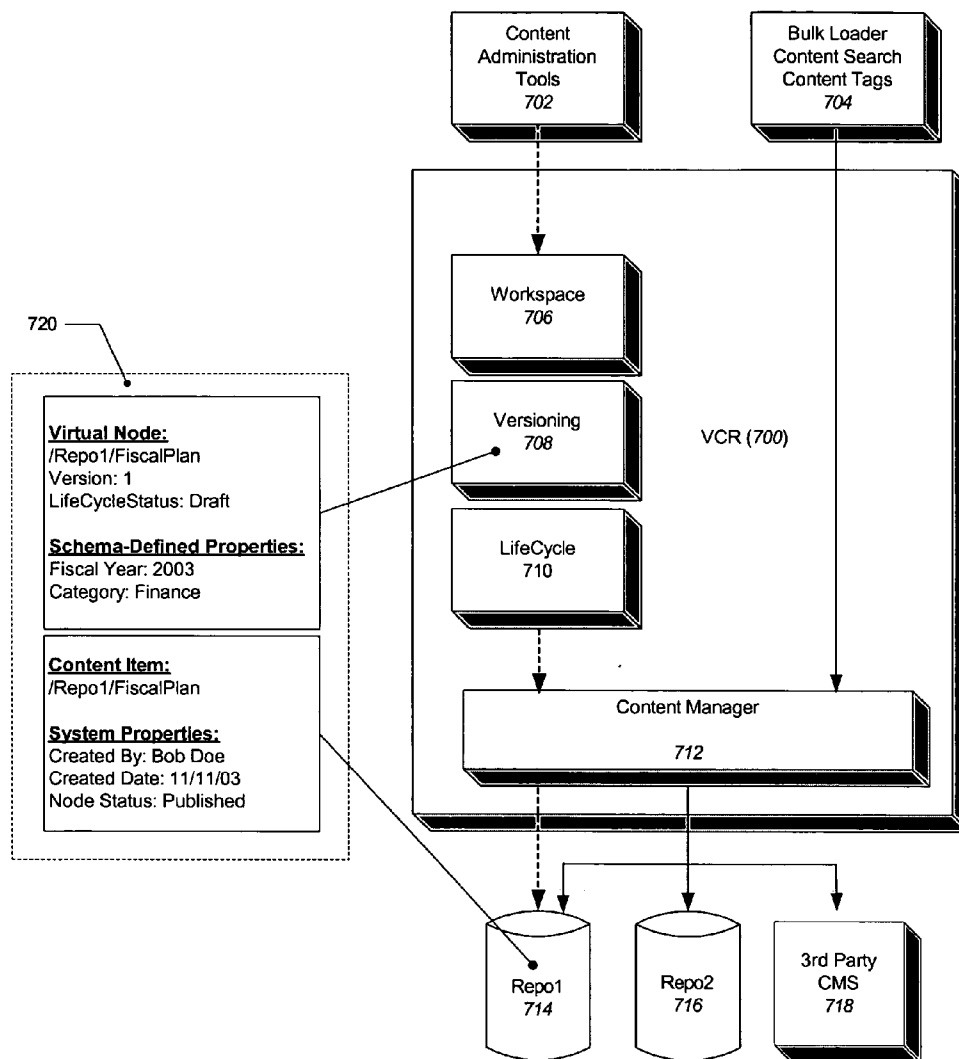 Content
Administration
Tools
702
Bulk Loader
Content Search
Content Tags
704
Workspace
706
720
Versioning
708
VCR (700)
Virtual Node:
/Repo1/FiscalPlan
Version: 1
LifeCycleStatus: Draft
Schema-Defined Properties:
Fiscal Year: 2003
Category: Finance
LifeCycle
710
Content Item:
/Repo1/FiscalPlan
System Properties:
Created By: Bob Doe
Created Date: 11/11/03
Node Status: Published
Content Manager
712
Repo1
714
Repo2
716
3rd Party
CMS
718